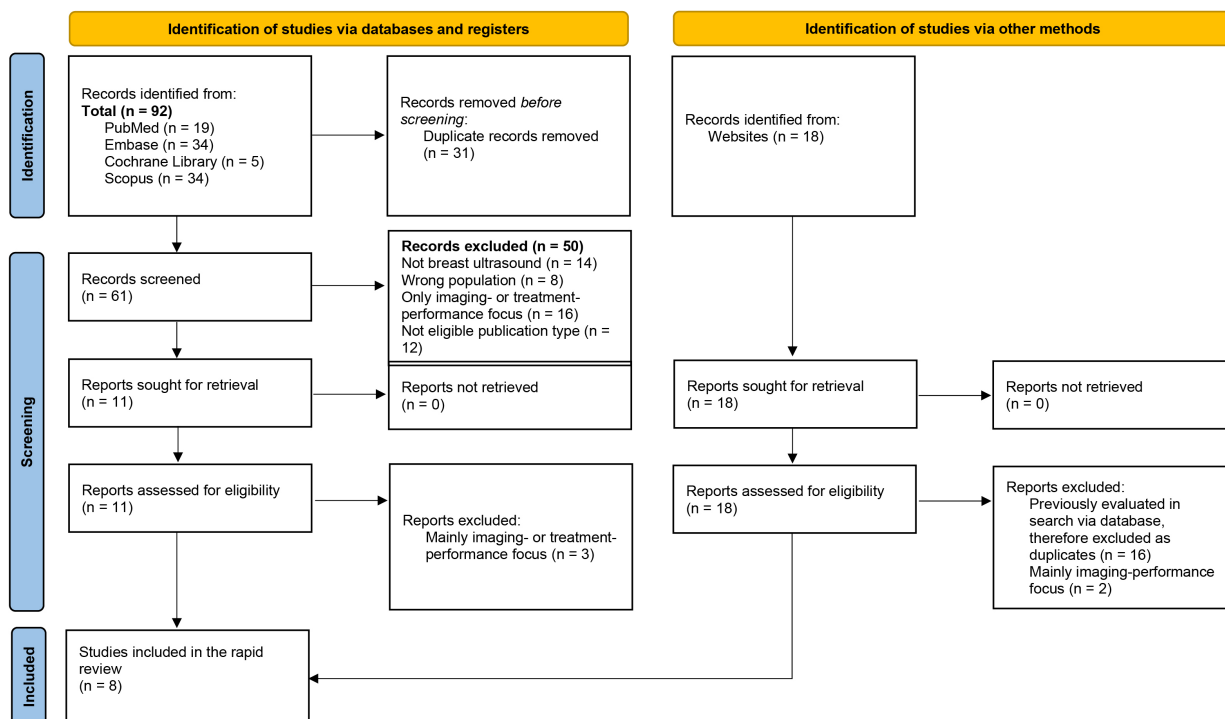 Identification of studies via databases and registers
Identification of studies via other methods
Identification
Records identified from:
Total (n = 92)
PubMed (n = 19)
Embase (n = 34)
Cochrane Library (n = 5)
Scopus (n = 34)
Records removed before
screening:
Duplicate records removed
(n = 31)
Records identified from:
Websites (n = 18)
Screening
Records screened
(n = 61)
Records excluded (n = 50)
Not breast ultrasound (n = 14)
Wrong population (n = 8)
Only imaging- or treatment-
performance focus (n = 16)
Not eligible publication type (n =
12)
Reports sought for retrieval
(n = 11)
Reports not retrieved
(n = 0)
Reports sought for retrieval
(n = 18)
Reports not retrieved
(n = 0)
Reports assessed for eligibility
(n = 11)
Reports excluded:
Mainly imaging- or treatment-
performance focus (n = 3)
Reports assessed for eligibility
(n = 18)
Reports excluded:
Previously evaluated in
search via database,
therefore excluded as
duplicates (n = 16)
Mainly imaging-performance
focus (n = 2)
Included
Studies included in the rapid
review
(n = 8)